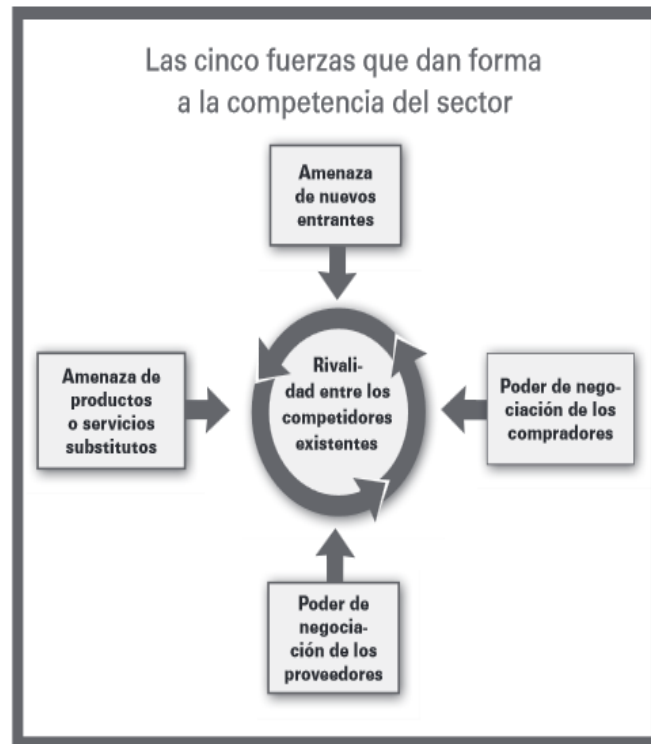 Las cinco fuerzas que dan forma
a la competencia del sector
Amenaza
de nuevos
entrantes
Amenaza de
productos
o servicios
substitutos
Rivali-
dad entre los
competidores
existentes
Poder de nego-
ciación de los
compradores
Poder de
negocia-
ción de los
proveedores